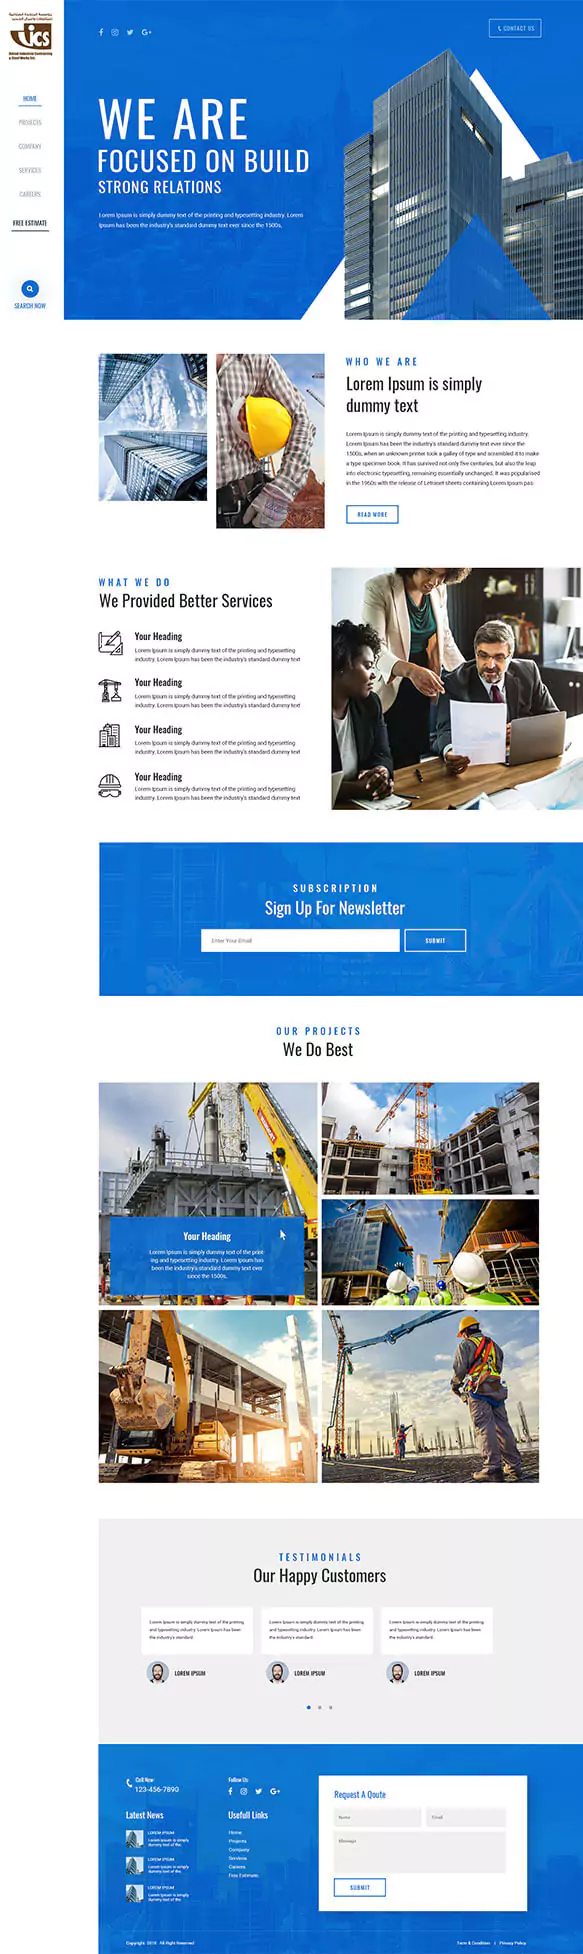 ics
HOME
PROJECTS
COMPANY
SERVICES
CAREERS
FREE ESTIMATE
SEARCH NOW
G+
CONTACT US
WE ARE
FOCUSED ON BUILD
STRONG RELATIONS
Lorem Ipsum is simply dummy text of the printing and typesetting industry. Lorem
Ipsum has been the industry's standard dummy text ever since the 1500s,
WHO WE ARE
Lorem Ipsum is simply
dummy text
Lorem Ipsum is simply dummy text of the printing and typesetting industry.
Lorem Ipsum has been the industry's standard dummy text ever since the
1500s, when an unknown printer took a galley of type and scrambled it to make
a type specimen book. It has survived not only five centuries, but also the leap
into electronic typesetting, remaining essentially unchanged. It was popularised
in the 1960s with the release of Letraset sheets containing Lorem Ipsum pas
READ MORE
WHAT WE DO
We Provided Better Services
Your Heading
Lorem Ipsum is simply dummy text of the printing and typesetting
industry. Lorem Ipsum has been the industry's standard dummy text
Your Heading
Lorem Ipsum is simply dummy text of the printing and typesetting
industry. Lorem Ipsum has been the industry's standard dummy text
Your Heading
Lorem Ipsum is simply dummy text of the printing and typesetting
industry. Lorem Ipsum has been the industry's standard dummy text
Your Heading
Lorem Ipsum is simply dummy text of the printing and typesetting
industry. Lorem Ipsum has been the industry's standard dummy text
SUBSCRIPTION
Sign Up For Newsletter
Enter Your Email
SUBMIT
OUR PROJECTS
We Do Best
Your Heading
Lorem Ipsum is simply dummy text of the print
ing and typesetting industry. Lorem Ipsum has
been the industry's standard dummy text ever
since the 1500s,
TESTIMONIALS
Our Happy Customers
Lorem Ipsum is simply dummy text of the printing
and typesetting industry. Lorem Ipsum has been
the industry's standard
LOREM IPSUM
Lorem Ipsum is simply dummy text of the printing
and typesetting industry. Lorem Ipsum has been
the industry's standard
LOREM IPSUM
Lorem Ipsum is simply dummy text of the printing
and typesetting industry. Lorem Ipsum has been
the industry's standard
LOREM IPSUM
Call Now
123-456-7890
Latest News
LOREM IPSUM
Lorem Ipsum is simply
dummy text of the
LOREM IPSUM
Lorem Ipsum is simply
dummy text of the
LOREM IPSUM
Lorem Ipsum is simply
dummy text of the
Follow Us
G+
Usefull Links
Home
Projects
Company
Services
Careers
Free Estimate
Request A Qoute
Name
Email
Message
SUBMIT
Copyright 2019 All Right Reserved
Term & Condition | Privacy Policy